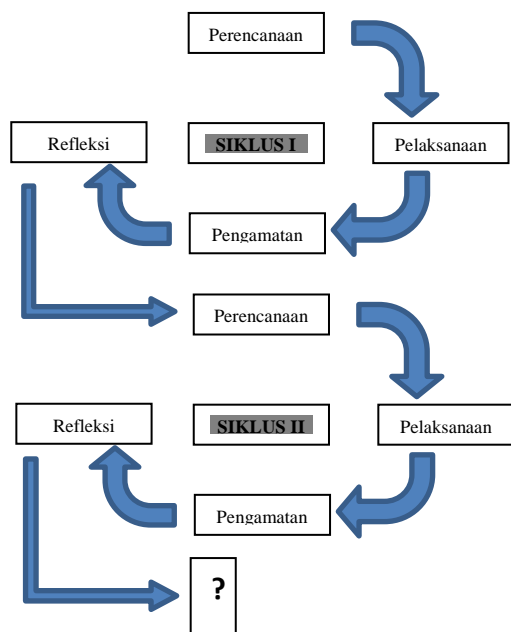 Perencanaan
Refleksi
SIKLUS I
Pelaksanaan
Pengamatan
Perencanaan
Refleksi
SIKLUS II
Pelaksanaan
Pengamatan
?